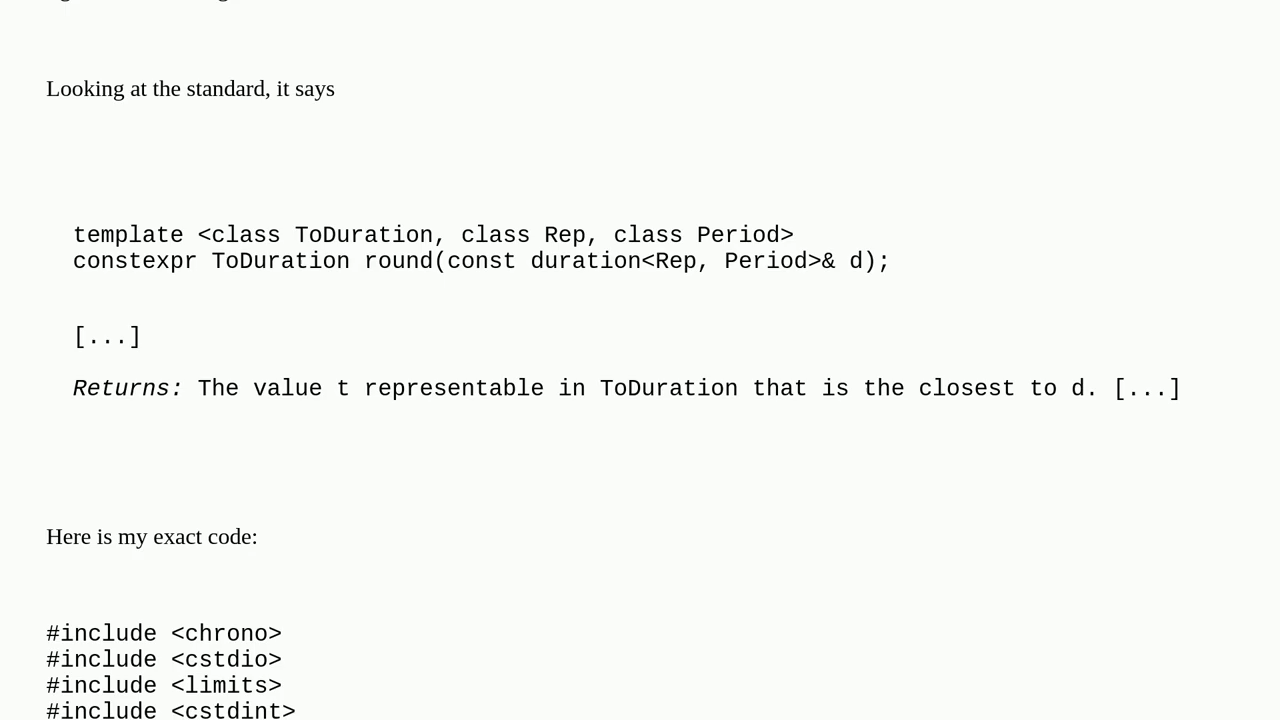 Looking at the standard, it says
template <class ToDuration, class Rep, class Period>
constexpr ToDuration round(const duration<Rep, Period>& d);
[...]
Returns: The value t representable in ToDuration that is the closest to d. [...]
Here is my exact code:
#include <chrono>
#include <cstdio>
#include <limits>
#include <cstdint>